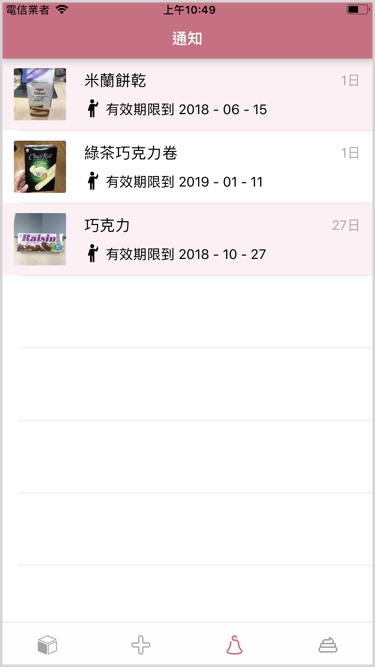 電信業者 上午10:49
通知
米蘭餅乾 1日
有效期限到 2018 - 06 - 15
綠茶巧克力卷 1日
有效期限到 2019 - 01 - 11
巧克力 27日
Raisin
有效期限到 2018 - 10 - 27